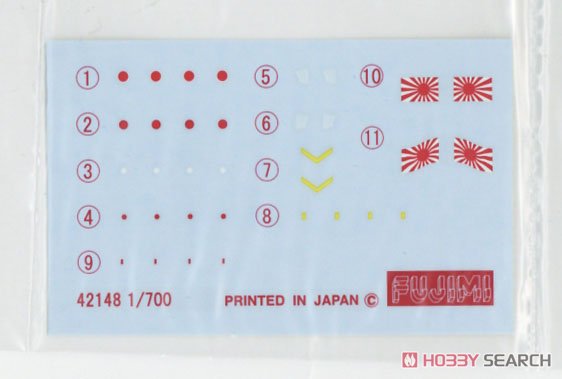 ① ⑤ ⑩
② ⑥ ⑪
③ ⑦
④ ⑧
⑨
42148 1/700 PRINTED IN JAPAN © FUJIMI
HOBBY SEARCH